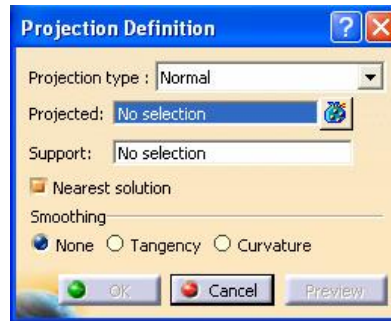 Projection Definition
Projection type : Normal
Projected: No selection
Support: No selection
Nearest solution
Smoothing
None Tangency Curvature
OK Cancel Preview